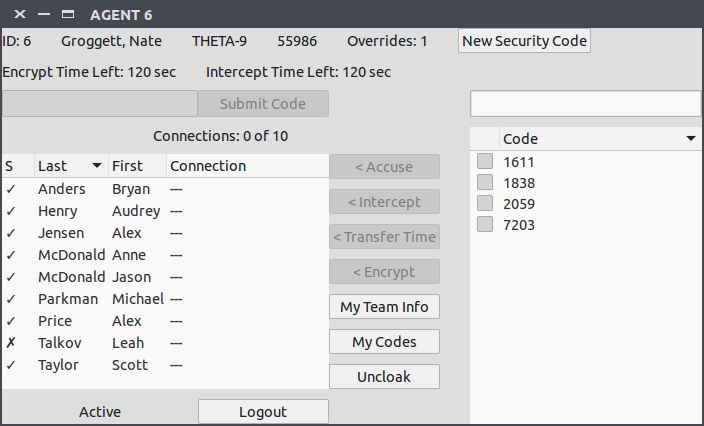 AGENT 6
ID: 6 Groggett, Nate THETA-9 55986 Overrides: 1 New Security Code
Encrypt Time Left: 120 sec Intercept Time Left: 120 sec
Submit Code
Connections: 0 of 10
S Last First Connection
✓ Anders Bryan ---
✓ Henry Audrey ---
✓ Jensen Alex ---
✓ McDonald Anne ---
✓ McDonald Jason ---
✓ Parkman Michael ---
✓ Price Alex ---
✗ Talkov Leah ---
✓ Taylor Scott ---
< Accuse
< Intercept
< Transfer Time
< Encrypt
My Team Info
My Codes
Uncloak
Active Logout
Code
1611
1838
2059
7203